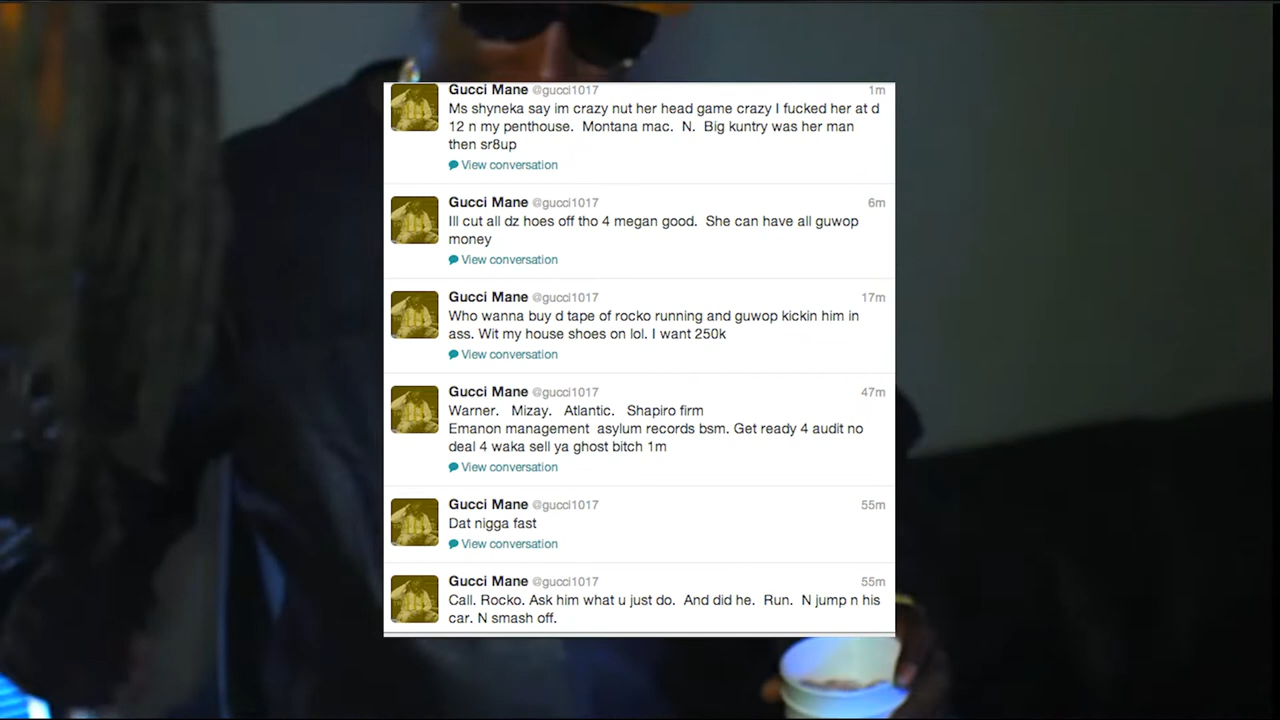 Gucci Mane @gucci1017 1m
Ms shyneka say im crazy nut her head game crazy I fucked her at d
12 n my penthouse. Montana mac. N. Big kuntry was her man
then sr8up
View conversation
Gucci Mane @gucci1017 6m
Ill cut all dz hoes off tho 4 megan good. She can have all guwop
money
View conversation
Gucci Mane @gucci1017 17m
Who wanna buy d tape of rocko running and guwop kickin him in
ass. Wit my house shoes on lol. I want 250k
View conversation
Gucci Mane @gucci1017 47m
Warner. Mizay. Atlantic. Shapiro firm
Emanon management asylum records bsm. Get ready 4 audit no
deal 4 waka sell ya ghost bitch 1m
View conversation
Gucci Mane @gucci1017 55m
Dat nigga fast
View conversation
Gucci Mane @gucci1017 55m
Call. Rocko. Ask him what u just do. And did he. Run. N jump n his
car. N smash off.